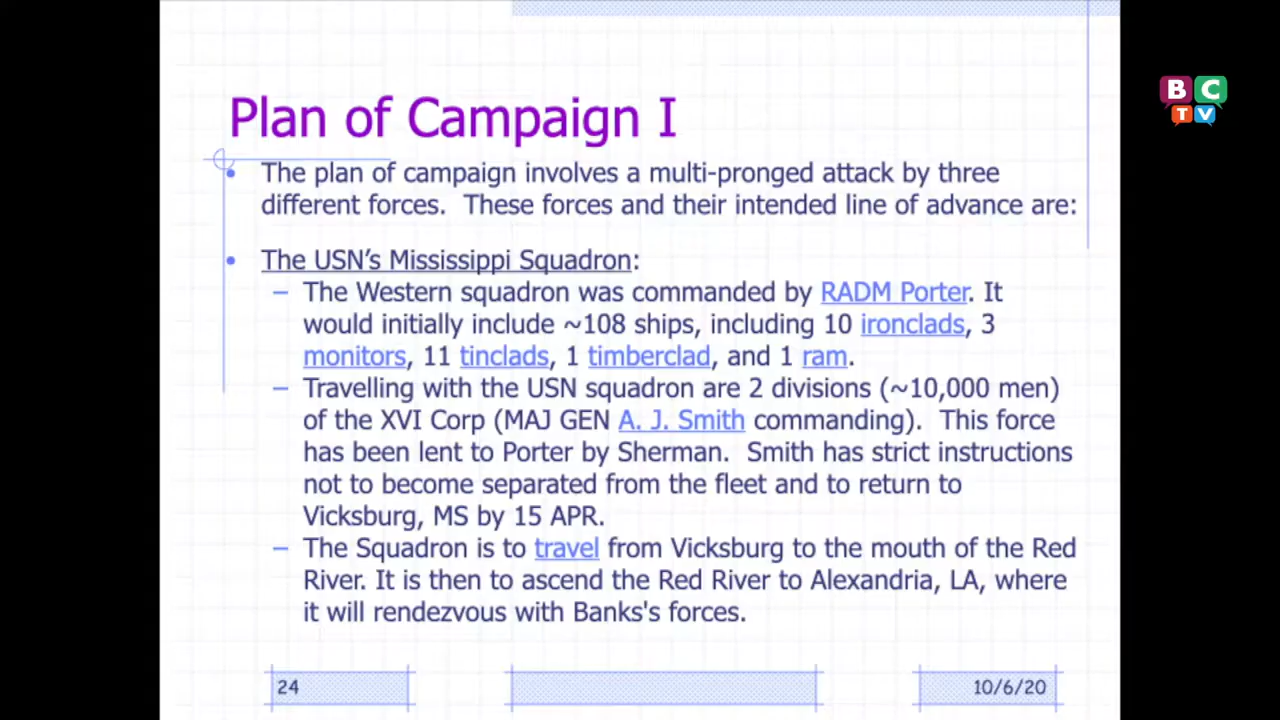 B C
TV
Plan of Campaign I
The plan of campaign involves a multi-pronged attack by three
different forces.  These forces and their intended line of advance are:
The USN's Mississippi Squadron:
– The Western squadron was commanded by RADM Porter. It
would initially include ~108 ships, including 10 ironclads, 3
monitors, 11 tinclads, 1 timberclad, and 1 ram.
– Travelling with the USN squadron are 2 divisions (~10,000 men)
of the XVI Corp (MAJ GEN A. J. Smith commanding).  This force
has been lent to Porter by Sherman.  Smith has strict instructions
not to become separated from the fleet and to return to
Vicksburg, MS by 15 APR.
– The Squadron is to travel from Vicksburg to the mouth of the Red
River. It is then to ascend the Red River to Alexandria, LA, where
it will rendezvous with Banks's forces.
24
10/6/20